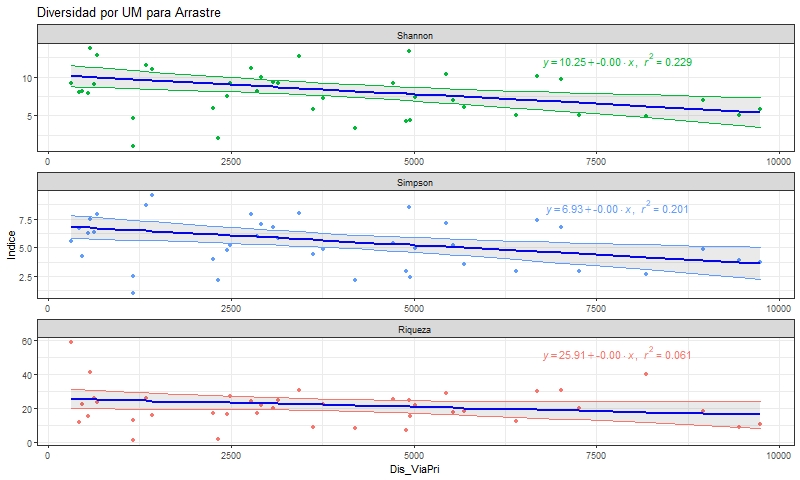 Diversidad por UM para Arrastre
Shannon
y = 10.25 + -0.00 · x, r² = 0.229
10
5
0 2500 5000 7500 10000
Simpson
y = 6.93 + -0.00 · x, r² = 0.201
7.5
5.0
2.5
0 2500 5000 7500 10000
Indice
Riqueza
y = 25.91 + -0.00 · x, r² = 0.061
60
40
20
0
0 2500 5000 7500 10000
Dis_ViaPri